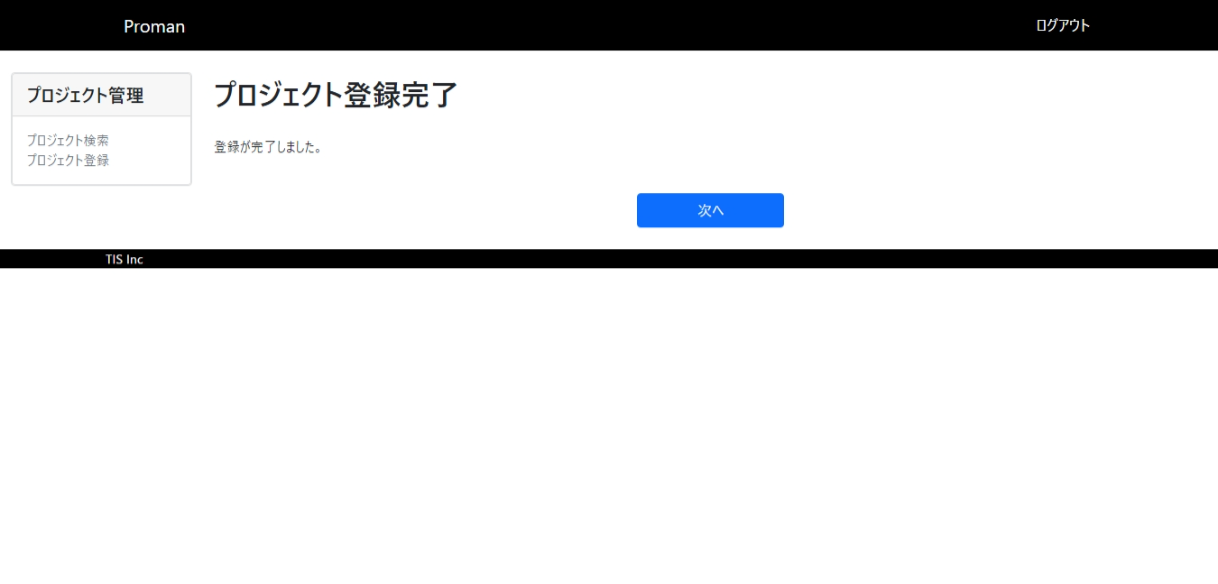 Proman
ログアウト
プロジェクト管理
プロジェクト検索
プロジェクト登録
プロジェクト登録完了
登録が完了しました。
次へ
TIS Inc